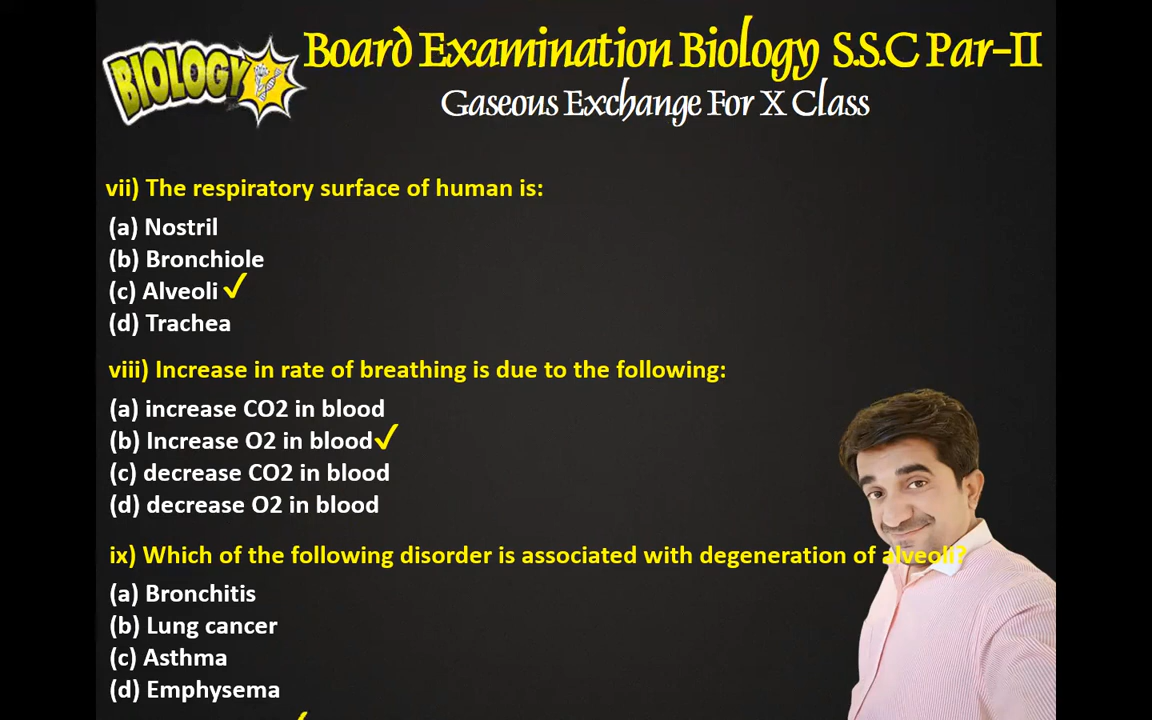 BIOLOGY
Board Examination Biology S.S.C Par-II
Gaseous Exchange For X Class
vii) The respiratory surface of human is:
(a) Nostril
(b) Bronchiole
(c) Alveoli ✓
(d) Trachea
viii) Increase in rate of breathing is due to the following:
(a) increase CO2 in blood
(b) Increase O2 in blood ✓
(c) decrease CO2 in blood
(d) decrease O2 in blood
ix) Which of the following disorder is associated with degeneration of alveoli?
(a) Bronchitis
(b) Lung cancer
(c) Asthma
(d) Emphysema